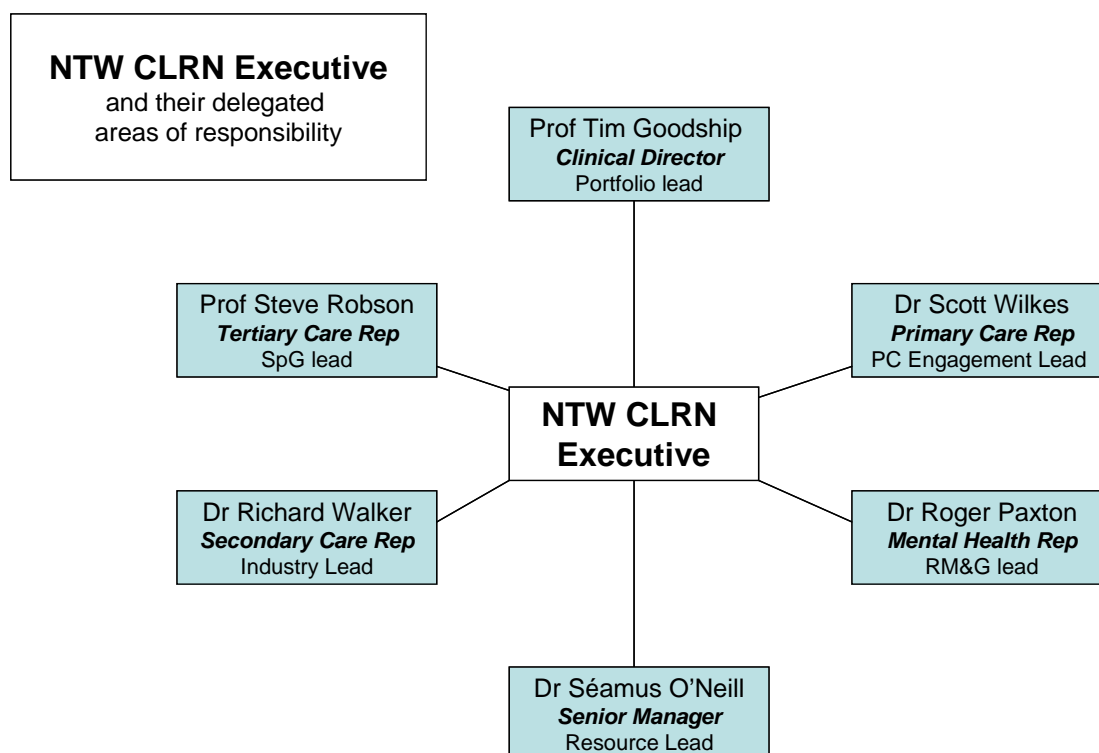 NTW CLRN Executive
and their delegated
areas of responsibility
Prof Tim Goodship
Clinical Director
Portfolio lead
Prof Steve Robson
Tertiary Care Rep
SpG lead
Dr Scott Wilkes
Primary Care Rep
PC Engagement Lead
NTW CLRN
Executive
Dr Richard Walker
Secondary Care Rep
Industry Lead
Dr Roger Paxton
Mental Health Rep
RM&G lead
Dr Séamus O’Neill
Senior Manager
Resource Lead